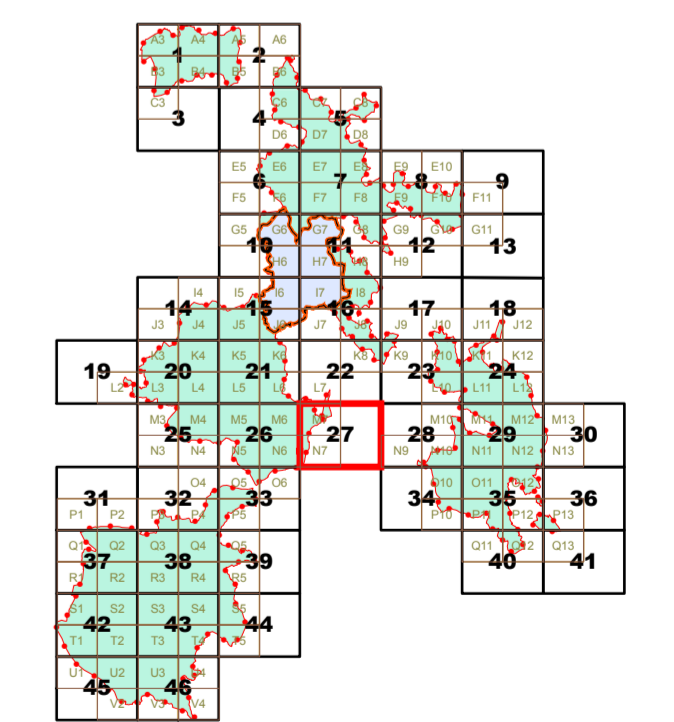 A3 A4 A5 A6
1 2
B3 B4 B5 B6
C3 C6 C7 C8
3 4 5
D6 D7 D8
E5 E6 E7 E8 E9 E10
6 7 8 9
F5 F6 F7 F8 F9 F10 F11
G5 G6 G7 G8 G9 G10 G11
10 11 12 13
H6 H7 H8 H9
I4 I5 I6 I7 I8
14 15 16 17 18
J3 J4 J5 J6 J7 J8 J9 J10 J11 J12
K3 K4 K5 K6 K8 K9 K10 K11 K12
19 20 21 22 23 24
L2 L3 L4 L5 L6 L7 L10 L11 L12
M3 M4 M5 M6 M7 M10 M11 M12 M13
25 26 27 28 29 30
N3 N4 N5 N6 N7 N9 N10 N11 N12 N13
O4 O5 O6 O10 O11 O12
31 32 33 34 35 36
P1 P2 P3 P4 P5 P10 P11 P12 P13
Q1 Q2 Q3 Q4 Q5 Q11 Q12 Q13
37 38 39 40 41
R1 R2 R3 R4 R5
S1 S2 S3 S4 S5
42 43 44
T1 T2 T3 T4 T5
U1 U2 U3 U4
45 46
V2 V3 V4